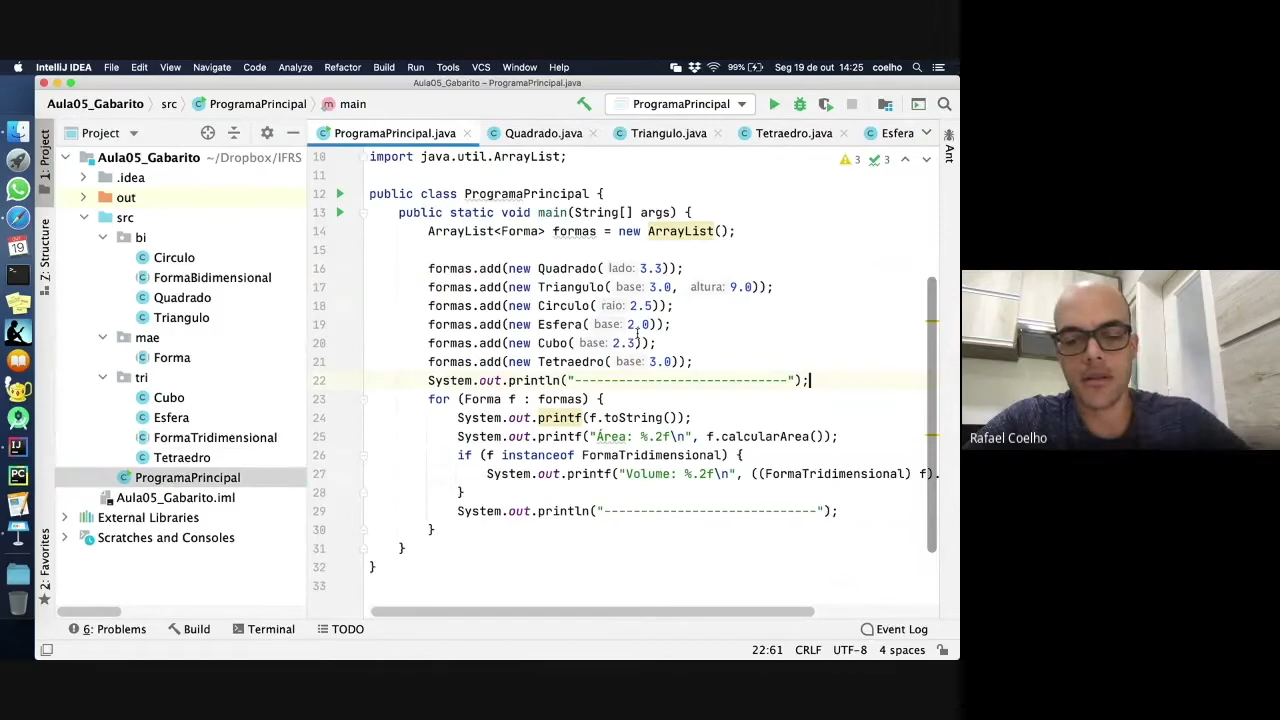 IntelliJ IDEA File Edit View Navigate Code Analyze Refactor Build Run Tools VCS Window Help 99% Seg 19 de out 14:25 coelho
Aula05_Gabarito – ProgramaPrincipal.java
Aula05_Gabarito src ProgramaPrincipal main ProgramaPrincipal
Project ProgramaPrincipal.java Quadrado.java Triangulo.java Tetraedro.java Esfera
1: Project
Z: Structure
2: Favorites
Ant
Aula05_Gabarito ~/Dropbox/IFRS
.idea
out
src
bi
Circulo
FormaBidimensional
Quadrado
Triangulo
mae
Forma
tri
Cubo
Esfera
FormaTridimensional
Tetraedro
ProgramaPrincipal
Aula05_Gabarito.iml
External Libraries
Scratches and Consoles
3 3
10 import java.util.ArrayList;
11
12 public class ProgramaPrincipal {
13 public static void main(String[] args) {
14 ArrayList<Forma> formas = new ArrayList();
15
16 formas.add(new Quadrado( lado: 3.3));
17 formas.add(new Triangulo( base: 3.0, altura: 9.0));
18 formas.add(new Circulo( raio: 2.5));
19 formas.add(new Esfera( base: 2.0));
20 formas.add(new Cubo( base: 2.3));
21 formas.add(new Tetraedro( base: 3.0));
22 System.out.println("-----------------------------");
23 for (Forma f : formas) {
24 System.out.printf(f.toString());
25 System.out.printf("Área: %.2f\n", f.calcularArea());
26 if (f instanceof FormaTridimensional) {
27 System.out.printf("Volume: %.2f\n", ((FormaTridimensional) f).
28 }
29 System.out.println("-----------------------------");
30 }
31 }
32 }
33
6: Problems Build Terminal TODO Event Log
22:61 CRLF UTF-8 4 spaces
19
Rafael Coelho